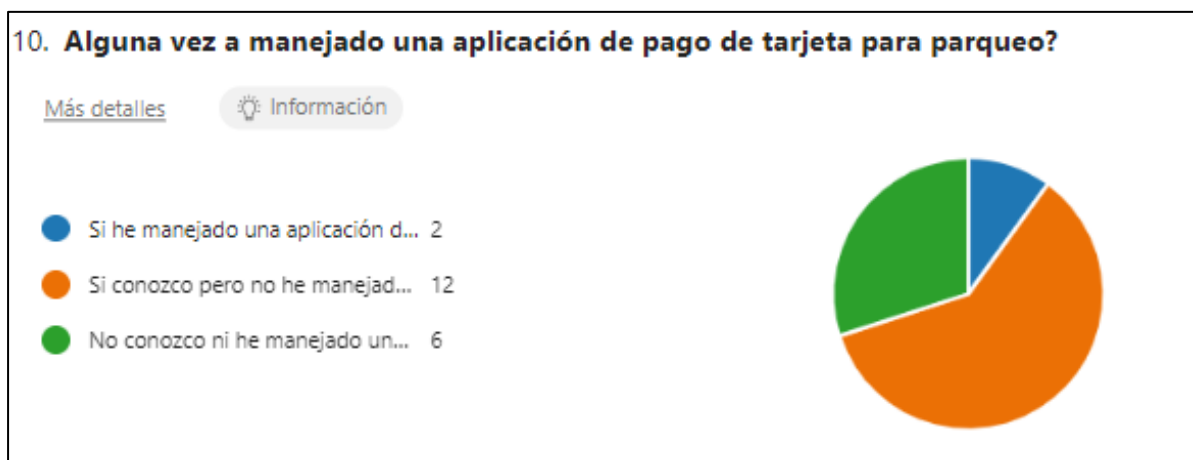 10. Alguna vez a manejado una aplicación de pago de tarjeta para parqueo?
Más detalles
Información
Si he manejado una aplicación d... 2
Si conozco pero no he manejad... 12
No conozco ni he manejado un... 6